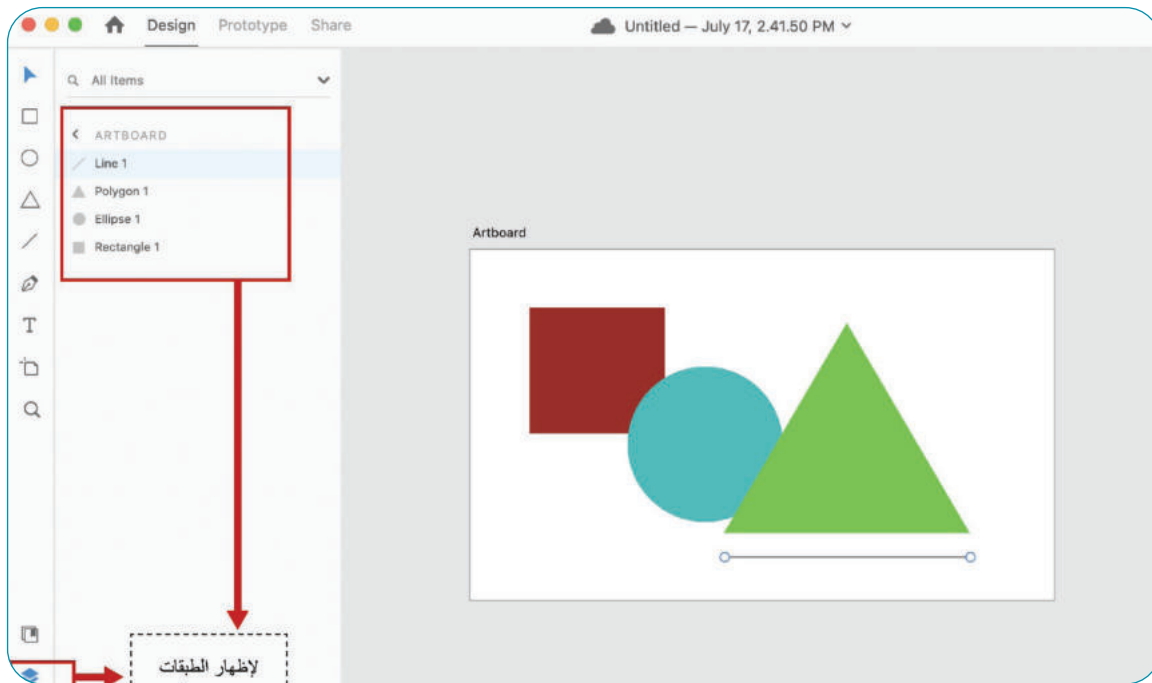 Design Prototype Share
Untitled — July 17, 2.41.50 PM
All Items
ARTBOARD
Line 1
Polygon 1
Ellipse 1
Rectangle 1
Artboard
T
لإظهار الطبقات